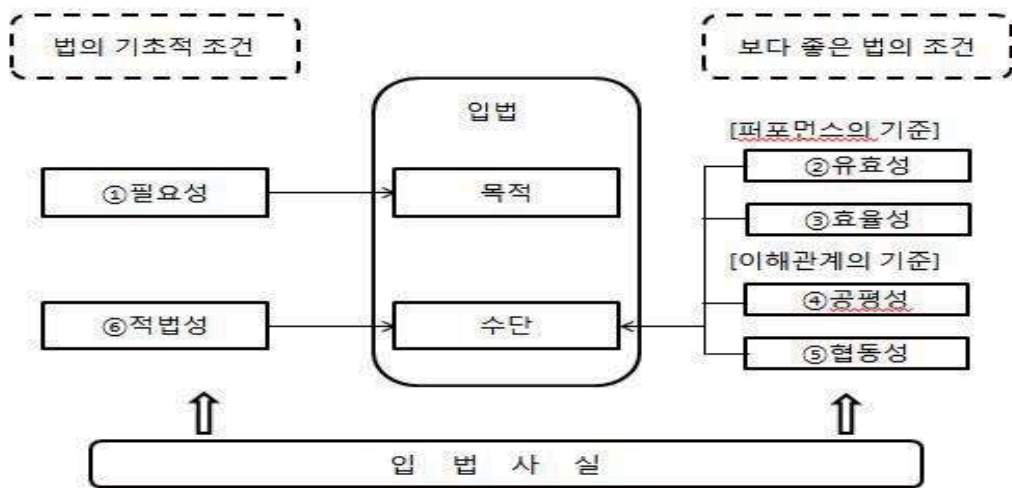 법의 기초적 조건
보다 좋은 법의 조건
입법
[퍼포먼스의 기준]
①필요성
목적
②유효성
③효율성
[이해관계의 기준]
⑥적법성
수단
④공평성
⑤협동성
입 법 사 실